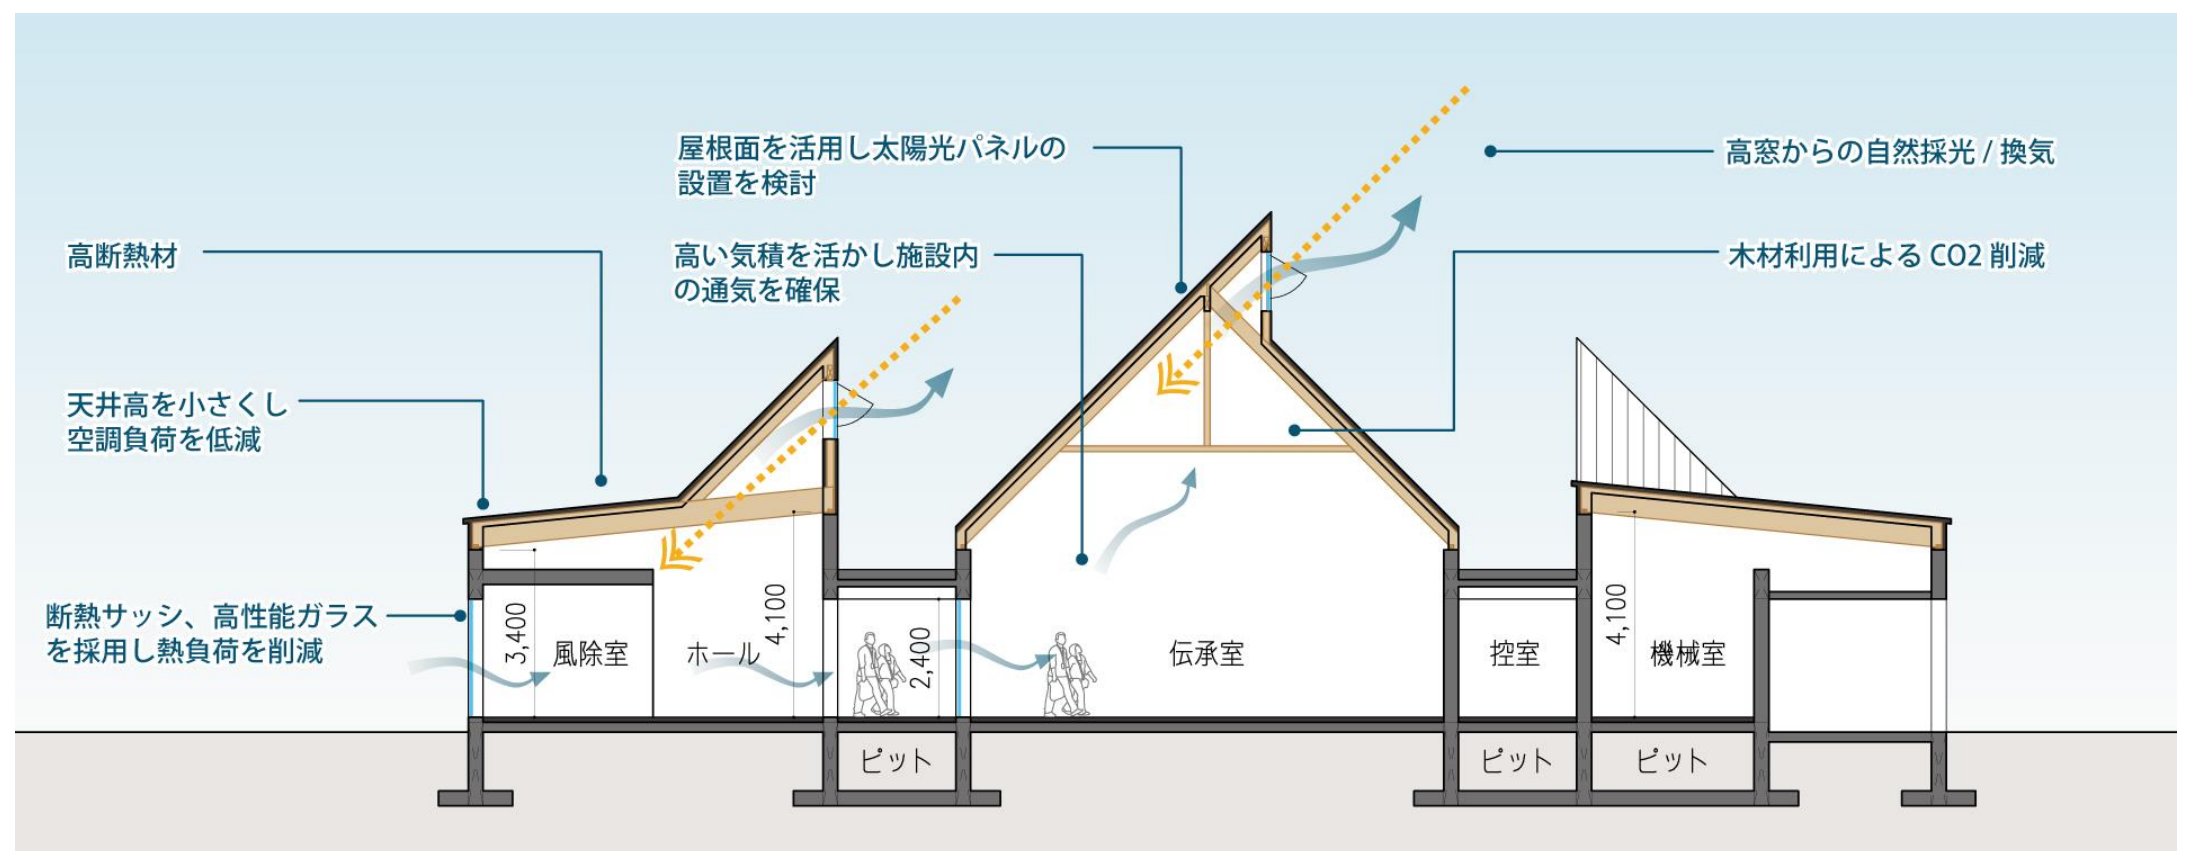 屋根面を活用し太陽光パネルの
設置を検討
高窓からの自然採光 / 換気
高断熱材
高い気積を活かし施設内
の通気を確保
木材利用による CO2 削減
天井高を小さくし
空調負荷を低減
断熱サッシ、高性能ガラス
を採用し熱負荷を削減
3,400
風除室
ホール
4,100
2,400
伝承室
控室
4,100
機械室
ピット
ピット
ピット